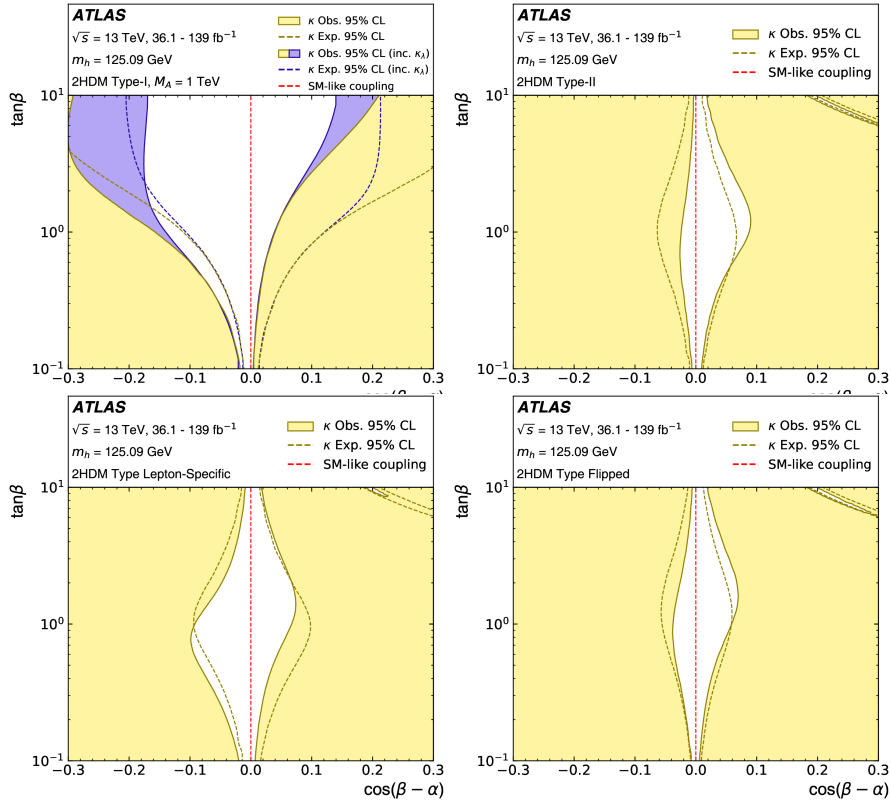 ATLAS
√s = 13 TeV, 36.1 - 139 fb⁻¹
m_h = 125.09 GeV
2HDM Type-I, M_A = 1 TeV
κ Obs. 95% CL
κ Exp. 95% CL
κ Obs. 95% CL (inc. κ_λ)
κ Exp. 95% CL (inc. κ_λ)
SM-like coupling
tanβ
10¹
10⁰
10⁻¹
−0.3 −0.2 −0.1 0.0 0.1 0.2 0.3
cos(β − α)
ATLAS
√s = 13 TeV, 36.1 - 139 fb⁻¹
m_h = 125.09 GeV
2HDM Type-II
κ Obs. 95% CL
κ Exp. 95% CL
SM-like coupling
tanβ
10¹
10⁰
10⁻¹
−0.3 −0.2 −0.1 0.0 0.1 0.2 0.3
cos(β − α)
ATLAS
√s = 13 TeV, 36.1 - 139 fb⁻¹
m_h = 125.09 GeV
2HDM Type Lepton-Specific
κ Obs. 95% CL
κ Exp. 95% CL
SM-like coupling
tanβ
10¹
10⁰
10⁻¹
−0.3 −0.2 −0.1 0.0 0.1 0.2 0.3
cos(β − α)
ATLAS
√s = 13 TeV, 36.1 - 139 fb⁻¹
m_h = 125.09 GeV
2HDM Type Flipped
κ Obs. 95% CL
κ Exp. 95% CL
SM-like coupling
tanβ
10¹
10⁰
10⁻¹
−0.3 −0.2 −0.1 0.0 0.1 0.2 0.3
cos(β − α)